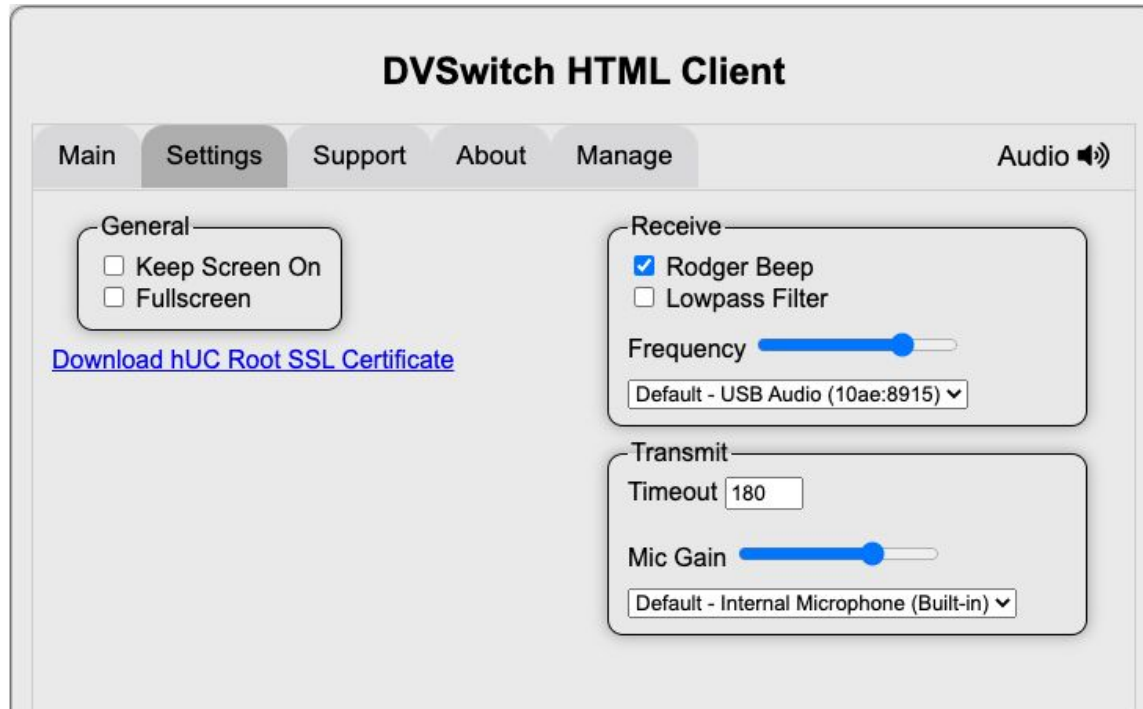 DVSwitch HTML Client
Main Settings Support About Manage Audio
General
Keep Screen On
Fullscreen
Download hUC Root SSL Certificate
Receive
Rodger Beep
Lowpass Filter
Frequency
Default - USB Audio (10ae:8915)
Transmit
Timeout 180
Mic Gain
Default - Internal Microphone (Built-in)